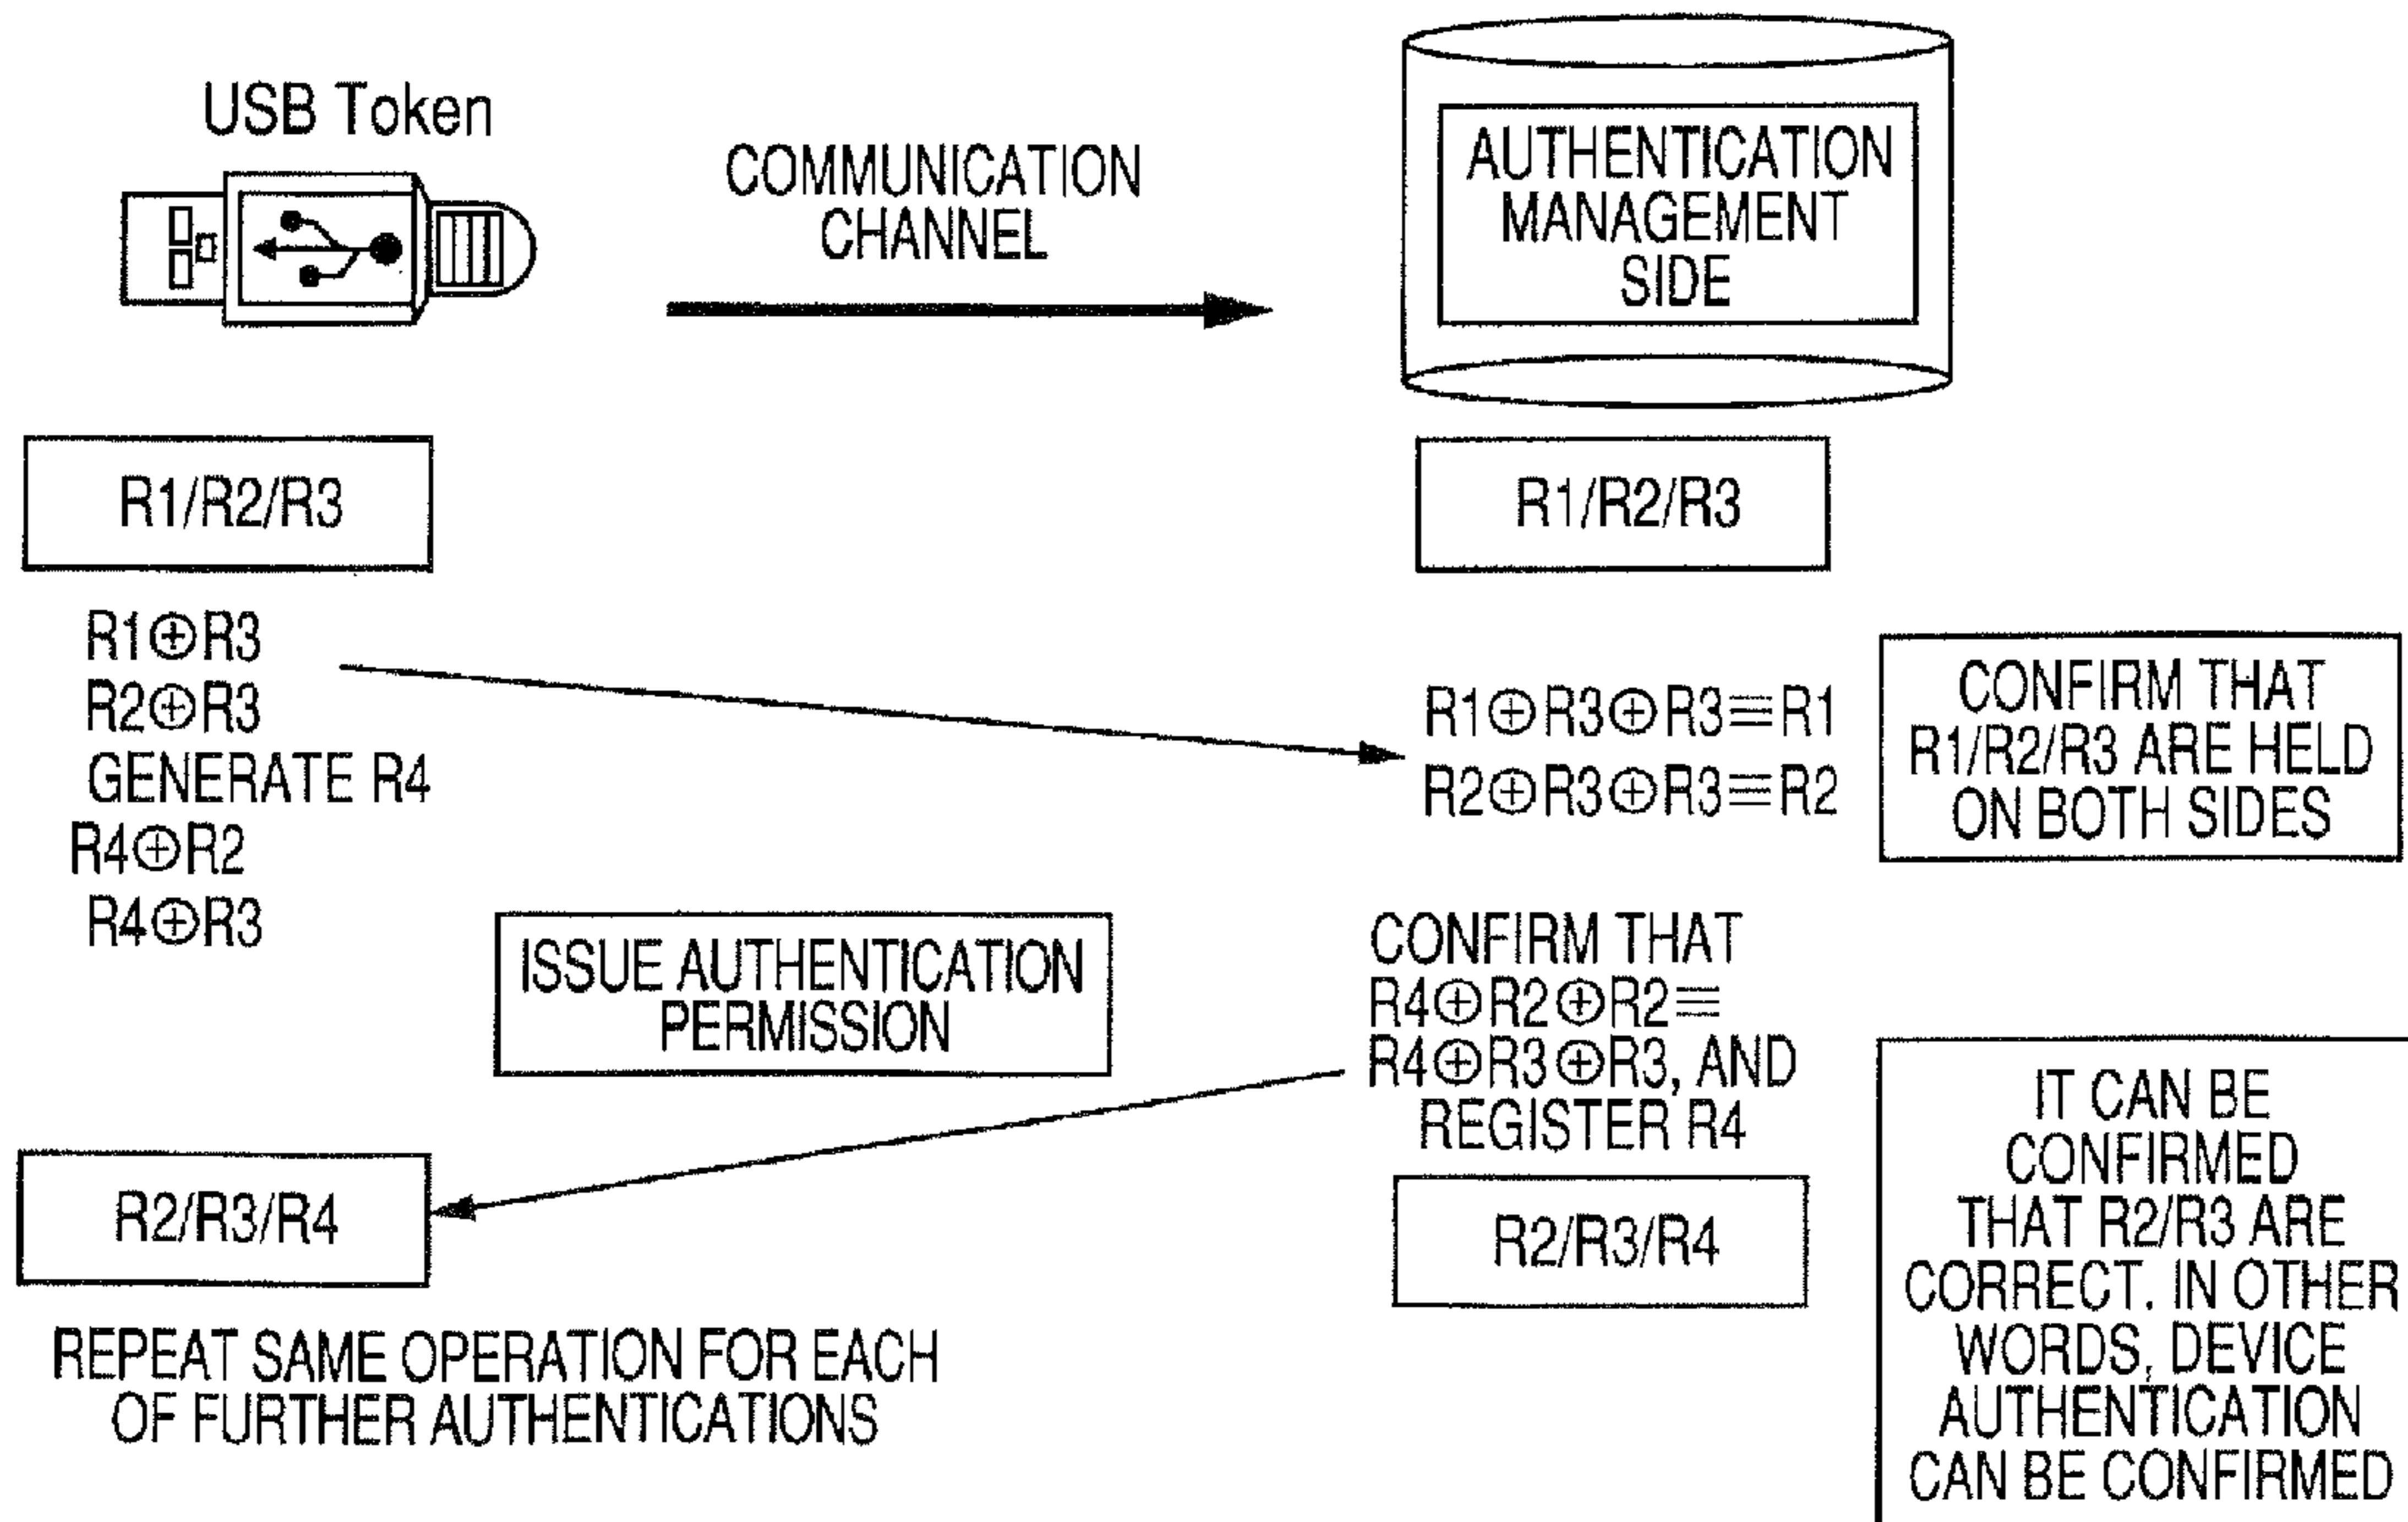 USB Token
COMMUNICATION
CHANNEL
AUTHENTICATION
MANAGEMENT
SIDE
R1/R2/R3
R1/R2/R3
R1⊕R3
R2⊕R3
GENERATE R4
R4⊕R2
R4⊕R3
R1⊕R3⊕R3≡R1
R2⊕R3⊕R3≡R2
CONFIRM THAT
R1/R2/R3 ARE HELD
ON BOTH SIDES
ISSUE AUTHENTICATION
PERMISSION
CONFIRM THAT
R4⊕R2⊕R2≡
R4⊕R3⊕R3, AND
REGISTER R4
R2/R3/R4
R2/R3/R4
IT CAN BE
CONFIRMED
THAT R2/R3 ARE
CORRECT. IN OTHER
WORDS, DEVICE
AUTHENTICATION
CAN BE CONFIRMED
REPEAT SAME OPERATION FOR EACH
OF FURTHER AUTHENTICATIONS